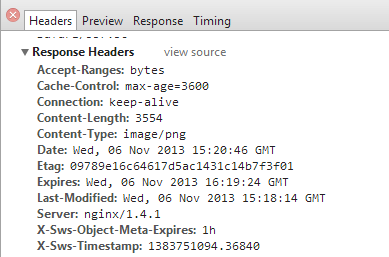 Headers Preview Response Timing
▼ Response Headers view source
Accept-Ranges: bytes
Cache-Control: max-age=3600
Connection: keep-alive
Content-Length: 3554
Content-Type: image/png
Date: Wed, 06 Nov 2013 15:20:46 GMT
Etag: 09789e16c64617d5ac1431c14b7f3f01
Expires: Wed, 06 Nov 2013 16:19:24 GMT
Last-Modified: Wed, 06 Nov 2013 15:18:14 GMT
Server: nginx/1.4.1
X-Sws-Object-Meta-Expires: 1h
X-Sws-Timestamp: 1383751094.36840